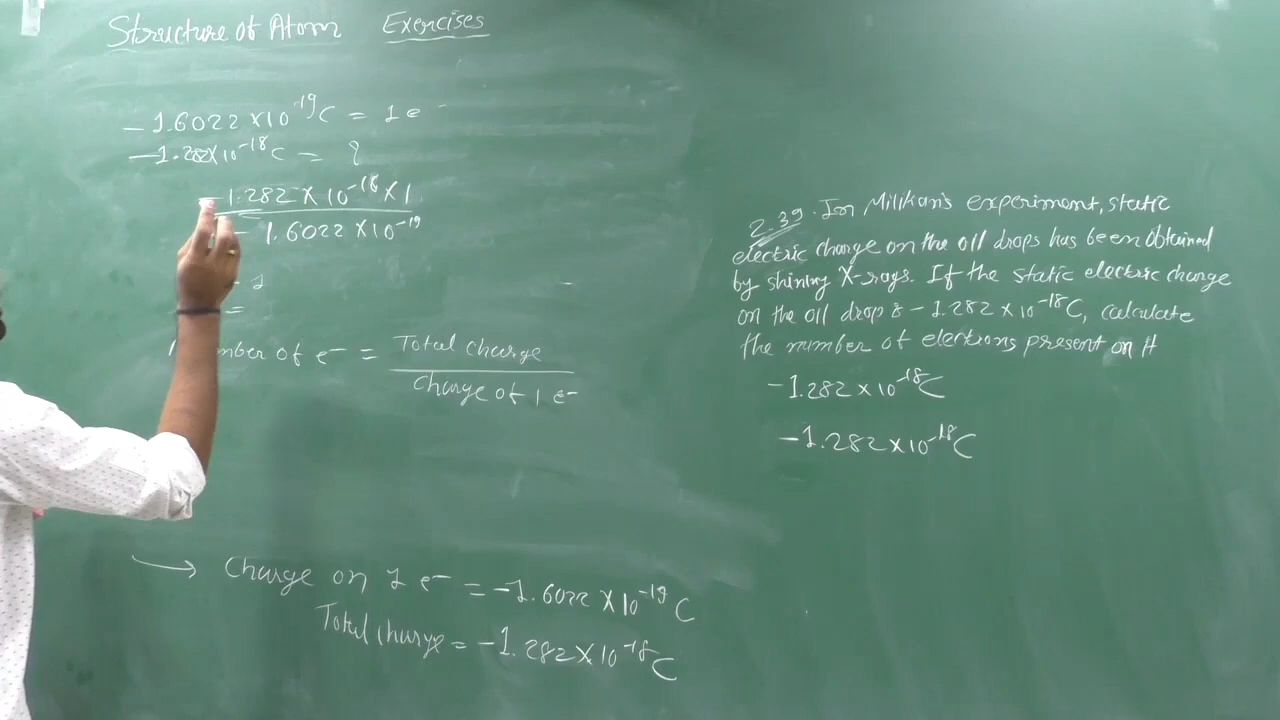 Structure of Atom Exercises
- 1.6022 × 10⁻¹⁹ C = 1 e⁻
- 1.282 × 10⁻¹⁸ C = ?
- 1.282 × 10⁻¹⁸ × 1
- 1.6022 × 10⁻¹⁹
=
of e⁻ = Total charge
Charge of 1 e⁻
→ Charge on 1 e⁻ = -1.6022 × 10⁻¹⁹ C
Total charge = -1.282 × 10⁻¹⁸ C
2.39. In Millikan's experiment, static
electric charge on the oil drops has been obtained
by shining X-rays. If the static electric charge
on the oil drop is - 1.282 × 10⁻¹⁸ C, calculate
the number of electrons present on it
-1.282 × 10⁻¹⁸ C
-1.282 × 10⁻¹⁸ C